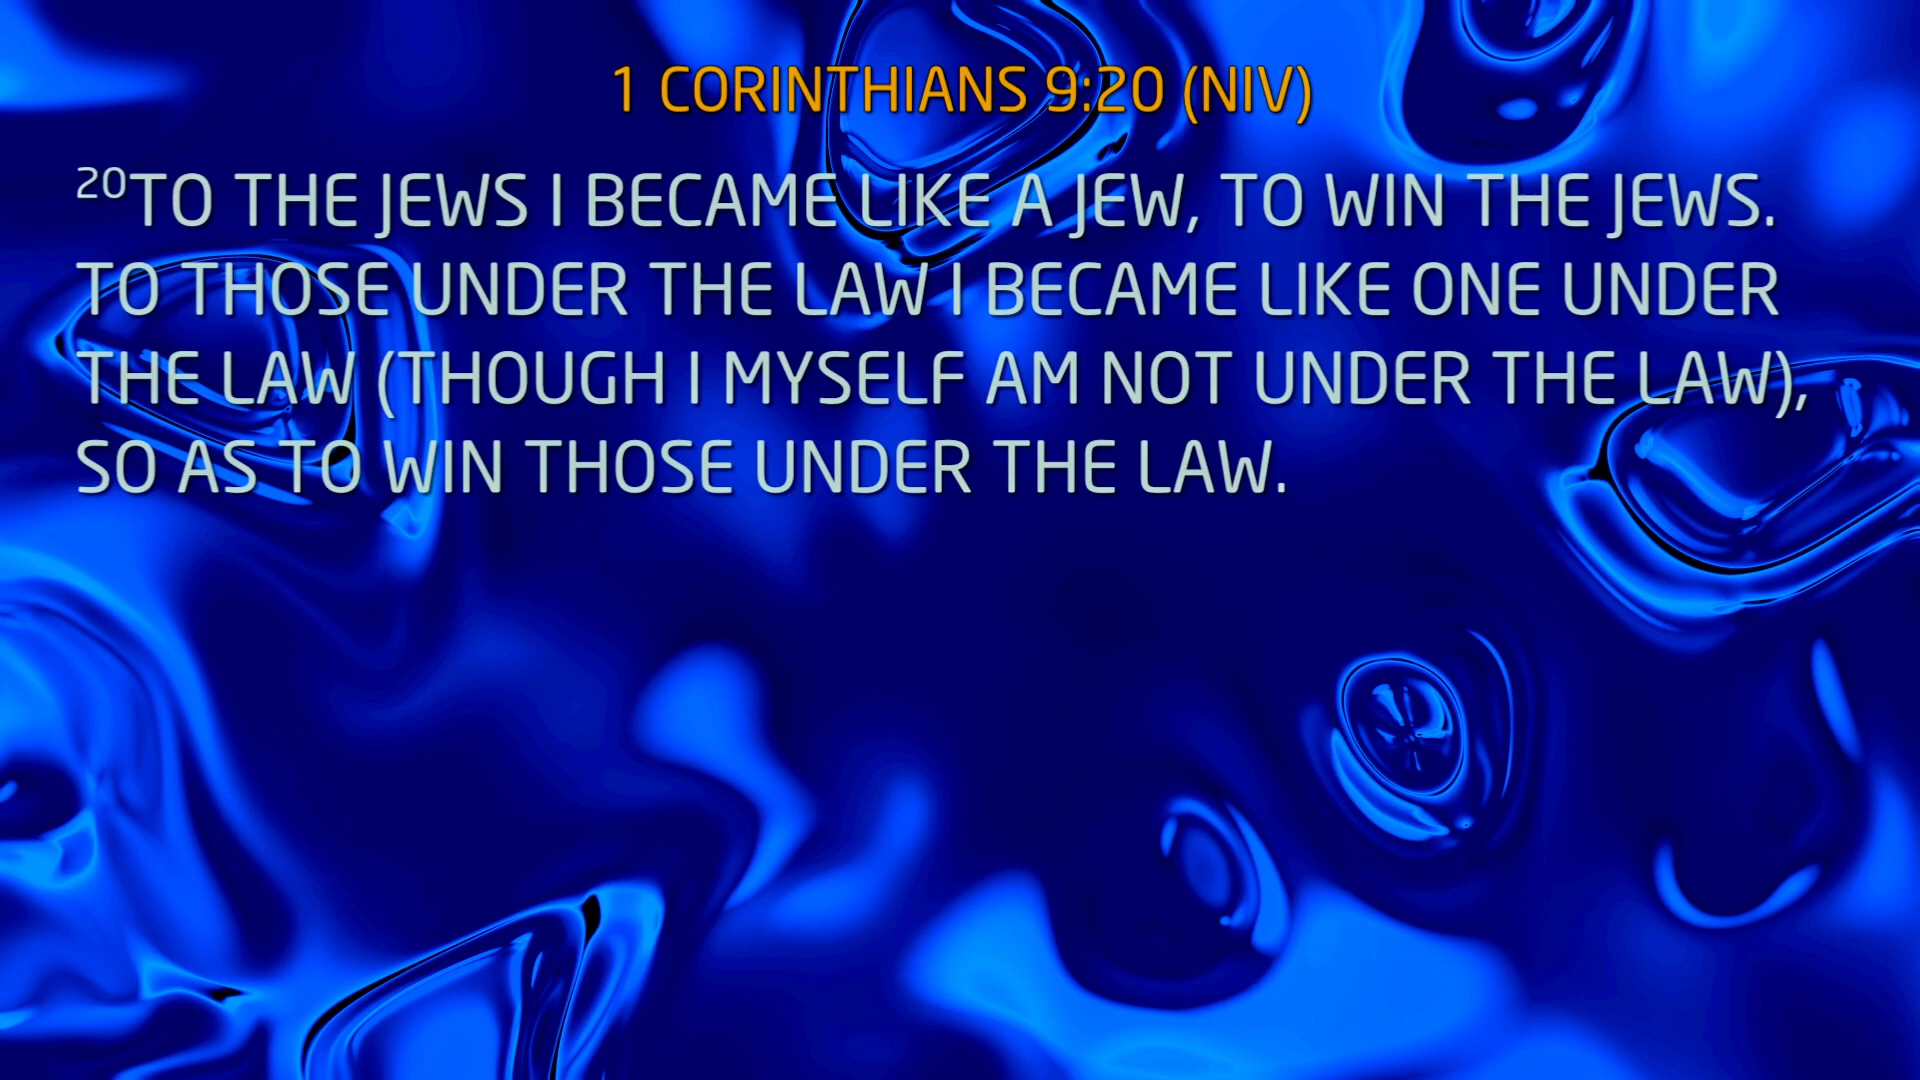 1 CORINTHIANS 9:20 (NIV)
20TO THE JEWS I BECAME LIKE A JEW, TO WIN THE JEWS.
TO THOSE UNDER THE LAW I BECAME LIKE ONE UNDER
THE LAW (THOUGH I MYSELF AM NOT UNDER THE LAW),
SO AS TO WIN THOSE UNDER THE LAW.